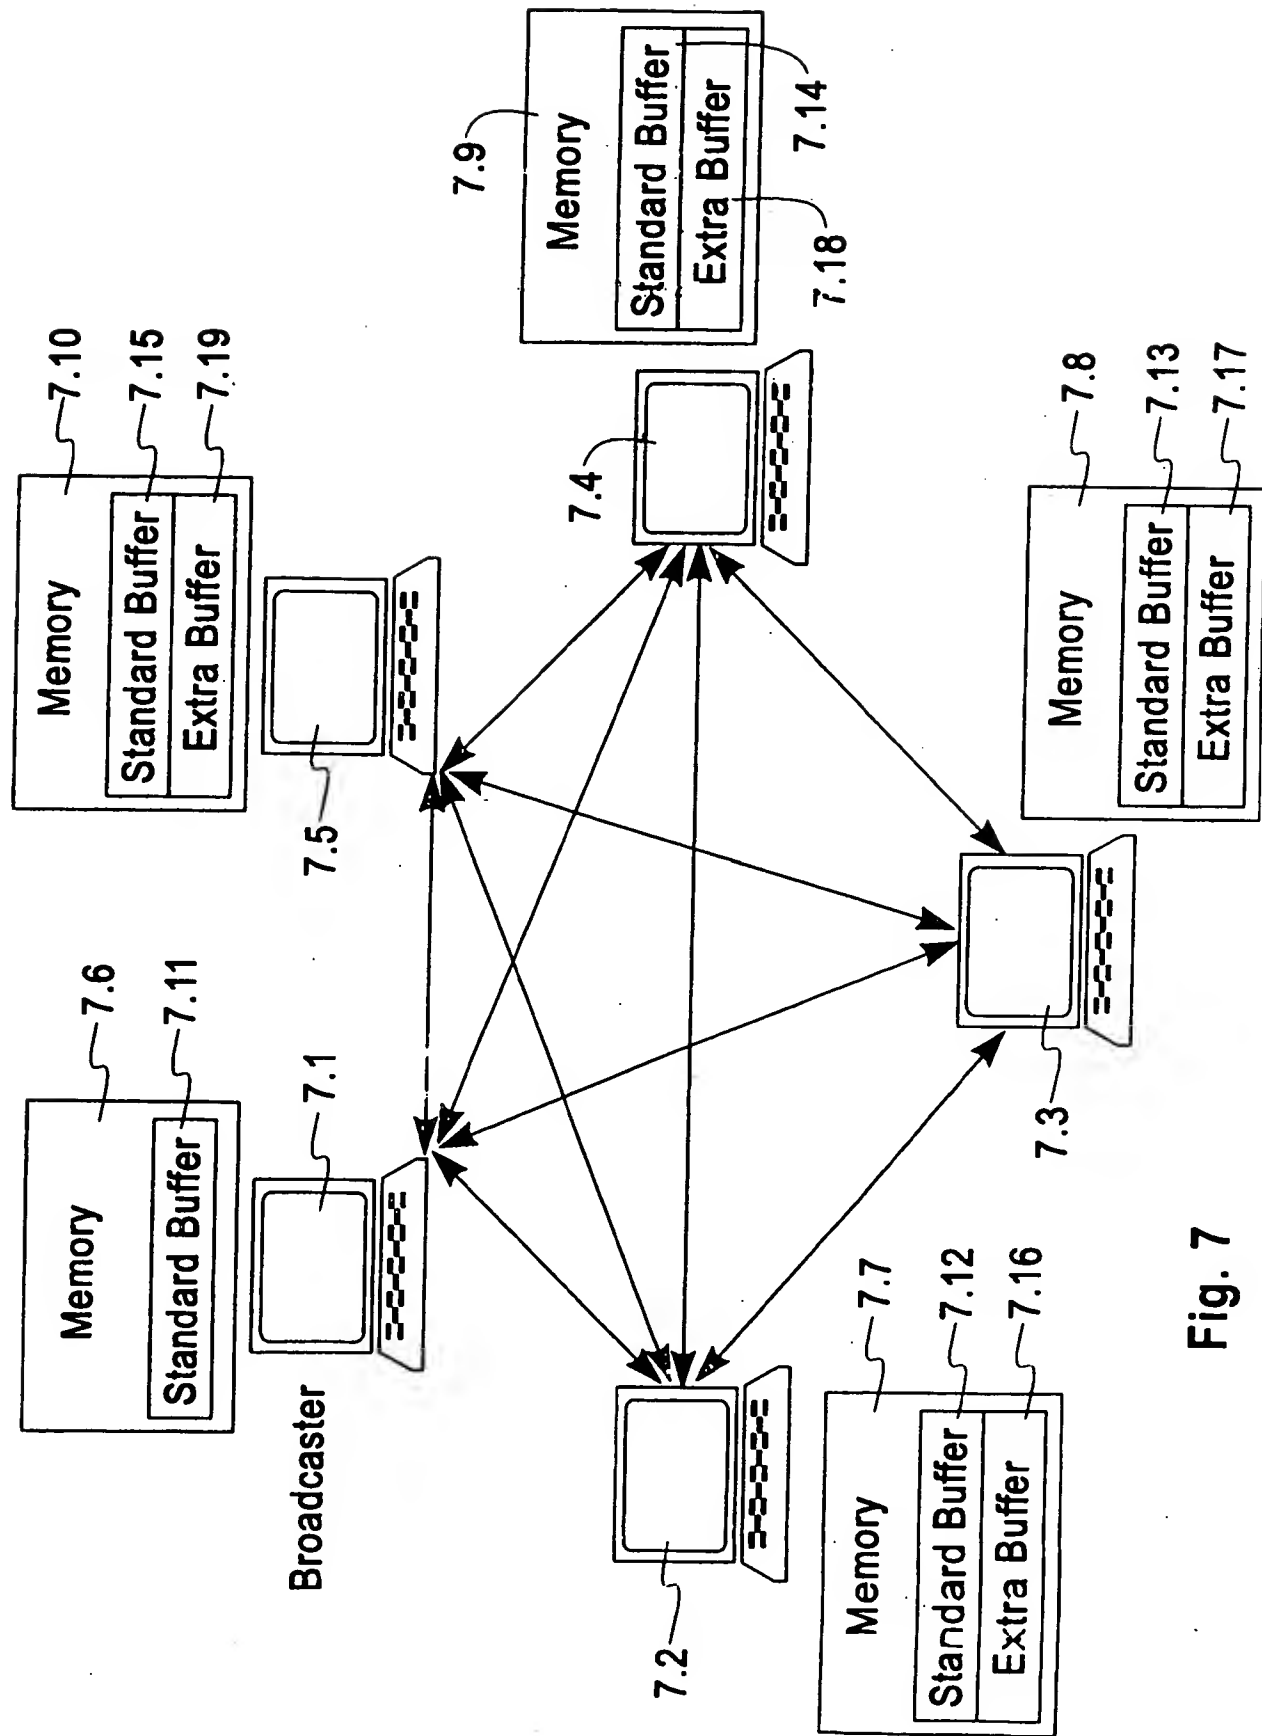 Memory
7.6
Standard Buffer
7.11
7.1
Broadcaster
Memory
7.10
Standard Buffer
7.15
Extra Buffer
7.19
7.5
7.2
Memory
7.7
Standard Buffer
7.12
Extra Buffer
7.16
7.4
7.9
Memory
Standard Buffer
Extra Buffer
7.18
7.14
7.3
Memory
7.8
Standard Buffer
7.13
Extra Buffer
7.17
Fig. 7